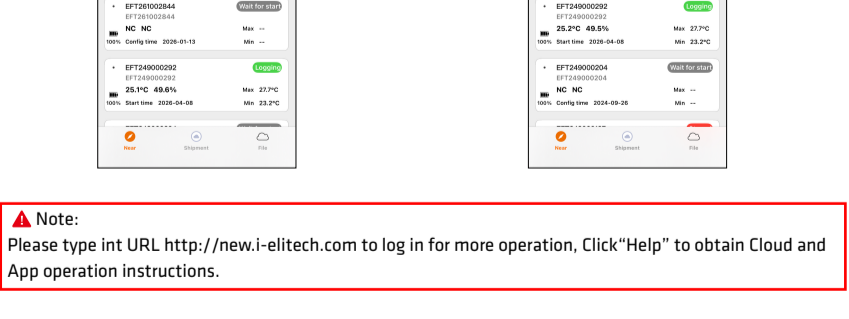 EFT261002844 Wait for start
EFT261002844
NC NC Max --
100% Config time 2026-01-13 Min --
EFT249000292 Logging
EFT249000292
25.1ºC 49.6% Max 27.7ºC
100% Start time 2026-04-08 Min 23.2ºC
Near Shipment File
EFT249000292 Logging
EFT249000292
25.2ºC 49.5% Max 27.7ºC
100% Start time 2026-04-08 Min 23.2ºC
EFT249000204 Wait for start
EFT249000204
NC NC Max --
100% Config time 2024-09-26 Min --
Near Shipment File
Note:
Please type int URL http://new.i-elitech.com to log in for more operation, Click“Help” to obtain Cloud and
App operation instructions.